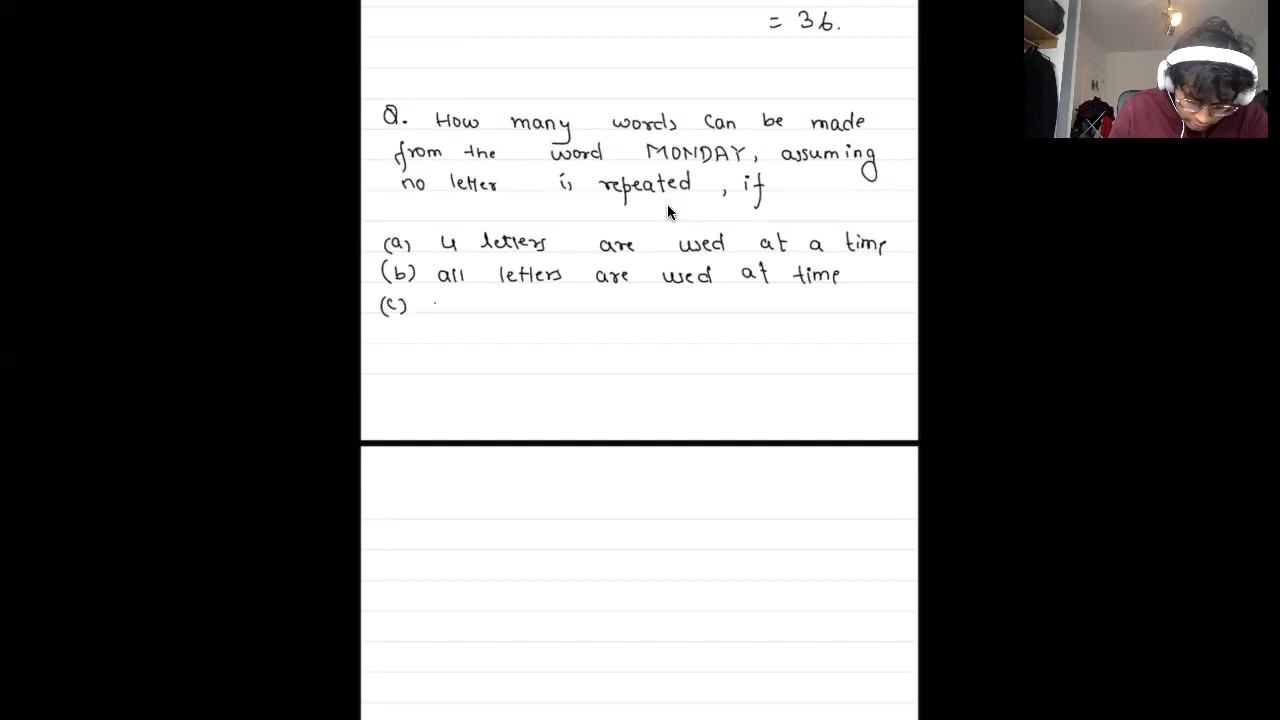 = 36.
Q. How many words can be made
from the word MONDAY, assuming
no letter is repeated, if
(a) 4 letters are used at a time
(b) all letters are used at time
(c)